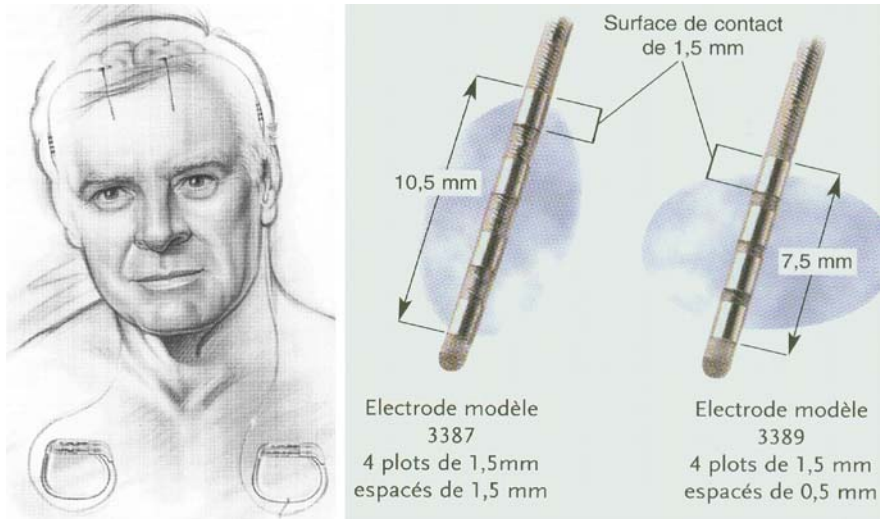 Surface de contact
de 1,5 mm
10,5 mm
7,5 mm
Electrode modèle
3387
4 plots de 1,5mm
espacés de 1,5 mm
Electrode modèle
3389
4 plots de 1,5 mm
espacés de 0,5 mm